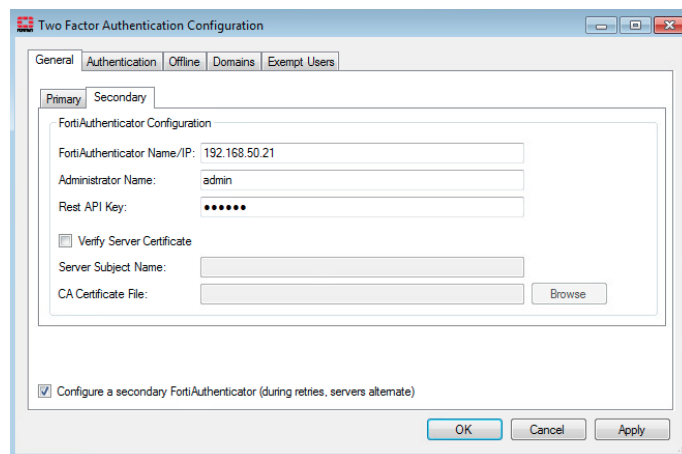 Two Factor Authentication Configuration
General Authentication Offline Domains Exempt Users
Primary Secondary
FortiAuthenticator Configuration
FortiAuthenticator Name/IP: 192.168.50.21
Administrator Name: admin
Rest API Key: ●●●●●●
Verify Server Certificate
Server Subject Name:
CA Certificate File: Browse
Configure a secondary FortiAuthenticator (during retries, servers alternate)
OK Cancel Apply